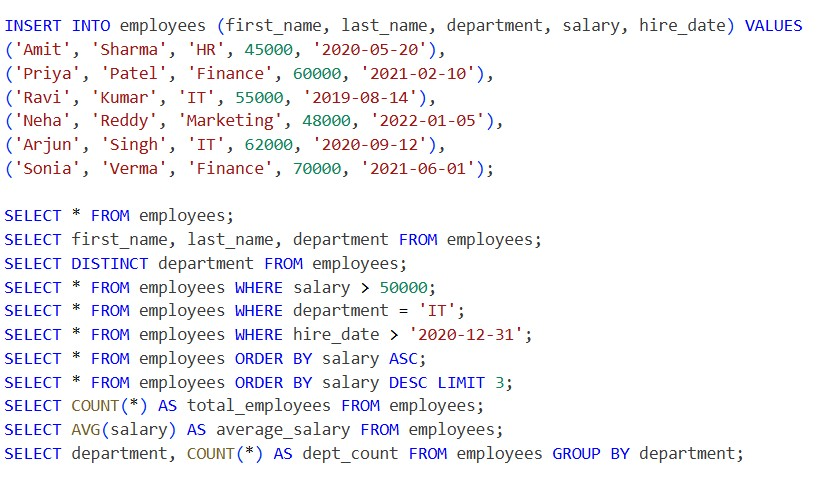 INSERT INTO employees (first_name, last_name, department, salary, hire_date) VALUES
('Amit', 'Sharma', 'HR', 45000, '2020-05-20'),
('Priya', 'Patel', 'Finance', 60000, '2021-02-10'),
('Ravi', 'Kumar', 'IT', 55000, '2019-08-14'),
('Neha', 'Reddy', 'Marketing', 48000, '2022-01-05'),
('Arjun', 'Singh', 'IT', 62000, '2020-09-12'),
('Sonia', 'Verma', 'Finance', 70000, '2021-06-01');

SELECT * FROM employees;
SELECT first_name, last_name, department FROM employees;
SELECT DISTINCT department FROM employees;
SELECT * FROM employees WHERE salary > 50000;
SELECT * FROM employees WHERE department = 'IT';
SELECT * FROM employees WHERE hire_date > '2020-12-31';
SELECT * FROM employees ORDER BY salary ASC;
SELECT * FROM employees ORDER BY salary DESC LIMIT 3;
SELECT COUNT(*) AS total_employees FROM employees;
SELECT AVG(salary) AS average_salary FROM employees;
SELECT department, COUNT(*) AS dept_count FROM employees GROUP BY department;